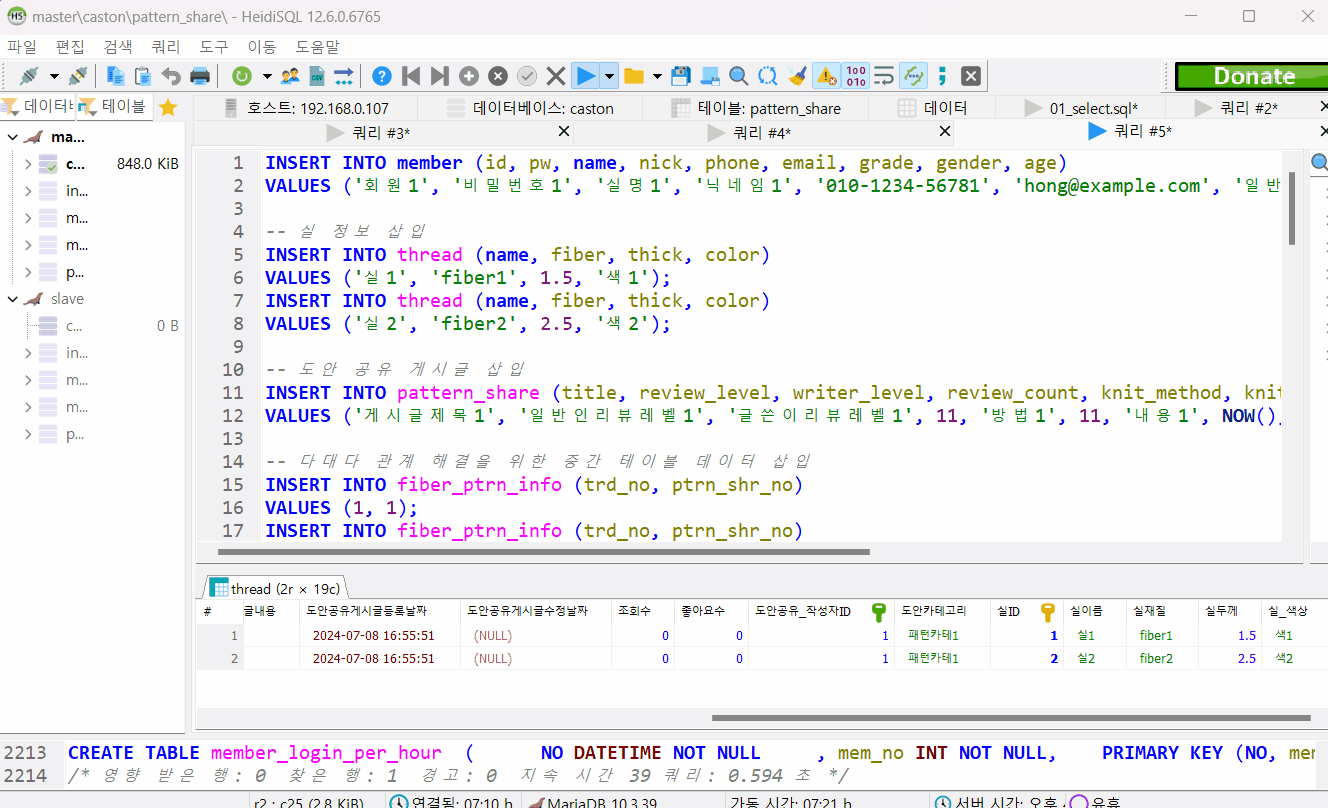 master\caston\pattern_share\ - HeidiSQL 12.6.0.6765
파일 편집 검색 쿼리 도구 이동 도움말
Donate
데이터 테이블
호스트: 192.168.0.107 데이터베이스: caston 테이블: pattern_share 데이터 01_select.sql* 쿼리 #2*
쿼리 #3* 쿼리 #4* 쿼리 #5*
ma...
c... 848.0 KiB
in...
m...
m...
p...
slave
c... 0 B
in...
m...
m...
p...
1 INSERT INTO member (id, pw, name, nick, phone, email, grade, gender, age)
2 VALUES ('회원1', '비밀번호1', '실명1', '닉네임1', '010-1234-56781', 'hong@example.com', '일반
3
4 -- 실 정보 삽입
5 INSERT INTO thread (name, fiber, thick, color)
6 VALUES ('실1', 'fiber1', 1.5, '색1');
7 INSERT INTO thread (name, fiber, thick, color)
8 VALUES ('실2', 'fiber2', 2.5, '색2');
9
10 -- 도안 공유 게시글 삽입
11 INSERT INTO pattern_share (title, review_level, writer_level, review_count, knit_method, knit
12 VALUES ('게시글제목1', '일반인리뷰레벨1', '글쓴이리뷰레벨1', 11, '방법1', 11, '내용1', NOW()
13
14 -- 다대다 관계 해결을 위한 중간 테이블 데이터 삽입
15 INSERT INTO fiber_ptrn_info (trd_no, ptrn_shr_no)
16 VALUES (1, 1);
17 INSERT INTO fiber_ptrn_info (trd_no, ptrn_shr_no)
thread (2r × 19c)
# 글내용 도안공유게시글등록날짜 도안공유게시글수정날짜 조회수 좋아요수 도안공유_작성자ID 도안카테고리 실ID 실이름 실재질 실두께 실_색상
1 2024-07-08 16:55:51 (NULL) 0 0 1 패턴카테1 1 실1 fiber1 1.5 색1
2 2024-07-08 16:55:51 (NULL) 0 0 1 패턴카테1 2 실2 fiber2 2.5 색2
2213 CREATE TABLE member_login_per_hour ( NO DATETIME NOT NULL , mem_no INT NOT NULL, PRIMARY KEY (NO, mem
2214 /* 영향 받은 행: 0 찾은 행: 1 경고: 0 지속 시간 39 쿼리: 0.594 초 */
r2 : c25 (2.8 KiB) 연결됨: 07:10 h MariaDB 10.3.39 가동 시간: 07:21 h 서버 시간: 오후 유휴